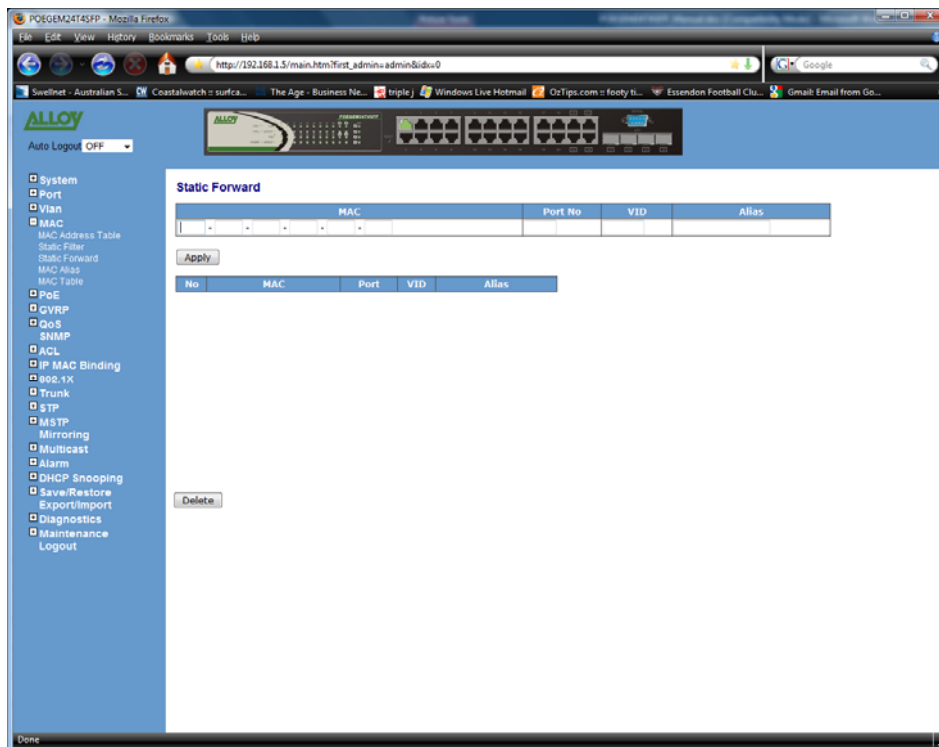 POEGEM24T4SFP - Mozilla Firefox
File Edit View History Bookmarks Tools Help
http://192.168.1.5/main.htm?first_admin=admin&idx=0
Google
Swellnet - Australian S... Coastalwatch :: surfca... The Age - Business Ne... triple j Windows Live Hotmail OzTips.com :: footy ti... Essendon Football Clu... Gmail: Email from Go...
ALLOY
ALLOY
Auto Logout OFF
System
Port
Vlan
MAC
MAC Address Table
Static Filter
Static Forward
MAC Alias
MAC Table
PoE
GVRP
QoS
SNMP
ACL
IP MAC Binding
802.1X
Trunk
STP
MSTP
Mirroring
Multicast
Alarm
DHCP Snooping
Save/Restore
Export/Import
Diagnostics
Maintenance
Logout
Static Forward
MAC Port No VID Alias
- - - - -
Apply
No MAC Port VID Alias
Delete
Done